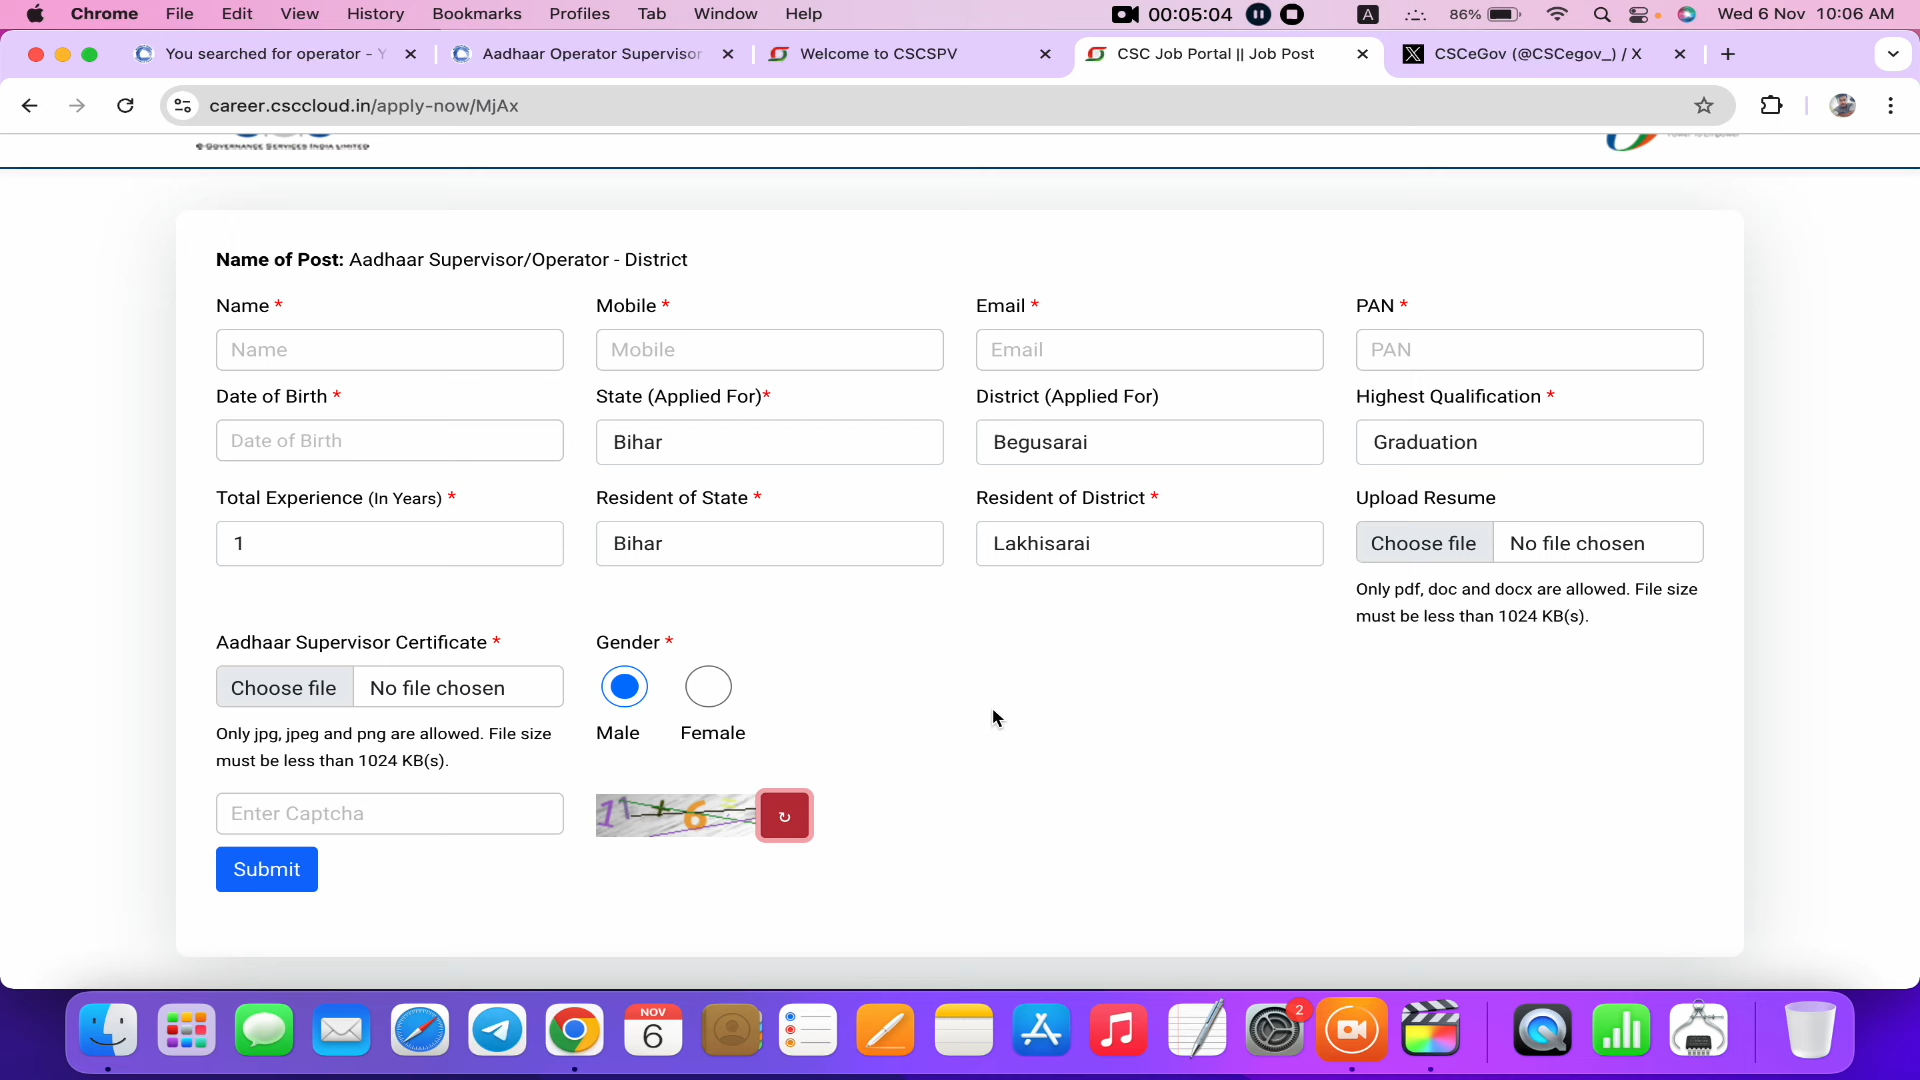 Chrome File Edit View History Bookmarks Profiles Tab Window Help 00:05:04 A 86% Wed 6 Nov 10:06 AM
You searched for operator - Y Aadhaar Operator Supervisor Welcome to CSCSPV CSC Job Portal || Job Post CSCeGov (@CSCegov_) / X
career.csccloud.in/apply-now/MjAx
e-Governance Services India Limited
Name of Post: Aadhaar Supervisor/Operator - District
Name * Mobile * Email * PAN *
Name Mobile Email PAN
Date of Birth * State (Applied For)* District (Applied For) Highest Qualification *
Date of Birth Bihar Begusarai Graduation
Total Experience (In Years) * Resident of State * Resident of District * Upload Resume
1 Bihar Lakhisarai Choose file No file chosen
Only pdf, doc and docx are allowed. File size
must be less than 1024 KB(s).
Aadhaar Supervisor Certificate * Gender *
Choose file No file chosen
Male Female
Only jpg, jpeg and png are allowed. File size
must be less than 1024 KB(s).
Enter Captcha 11 + 6
Submit
NOV
6
2